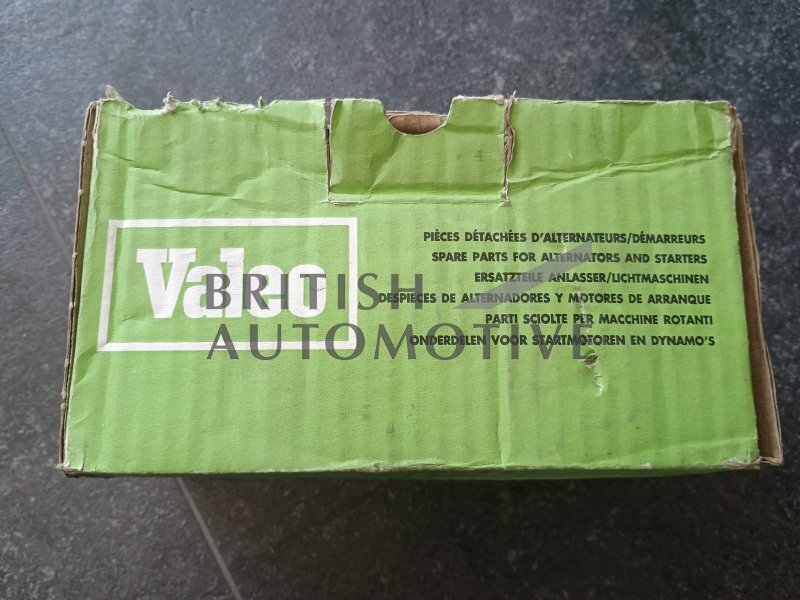 Valeo
PIÈCES DÉTACHÉES D'ALTERNATEURS/DÉMARREURS
SPARE PARTS FOR ALTERNATORS AND STARTERS
ERSATZTEILE ANLASSER/LICHTMASCHINEN
DESPIECES DE ALTERNADORES Y MOTORES DE ARRANQUE
PARTI SCIOLTE PER MACCHINE ROTANTI
ONDERDELEN VOOR STARTMOTOREN EN DYNAMO'S
BRITISH
AUTOMOTIVE